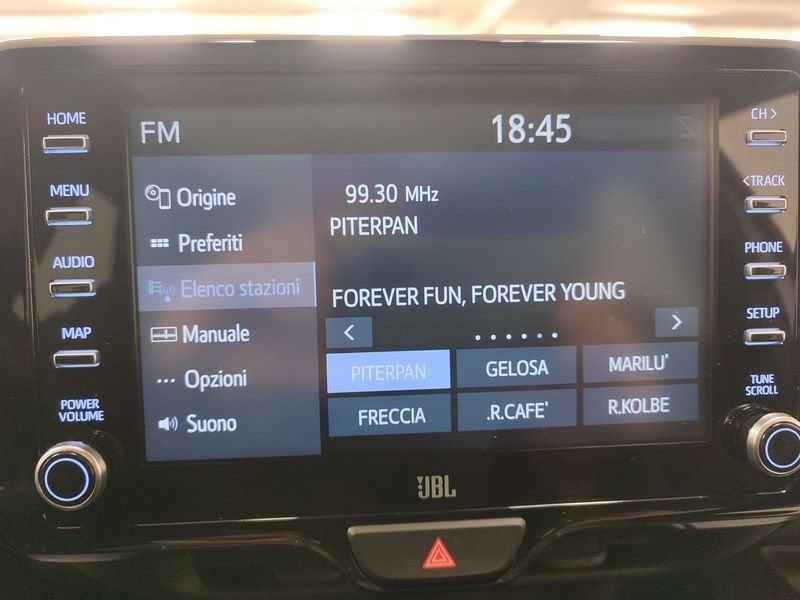 HOME
MENU
AUDIO
MAP
POWER
VOLUME
FM
18:45
Origine
Preferiti
Elenco stazioni
Manuale
Opzioni
Suono
99.30 MHz
PITERPAN
FOREVER FUN, FOREVER YOUNG
< >
PITERPAN GELOSA MARILU'
FRECCIA .R.CAFE' R.KOLBE
CH >
<TRACK
PHONE
SETUP
TUNE
SCROLL
JBL